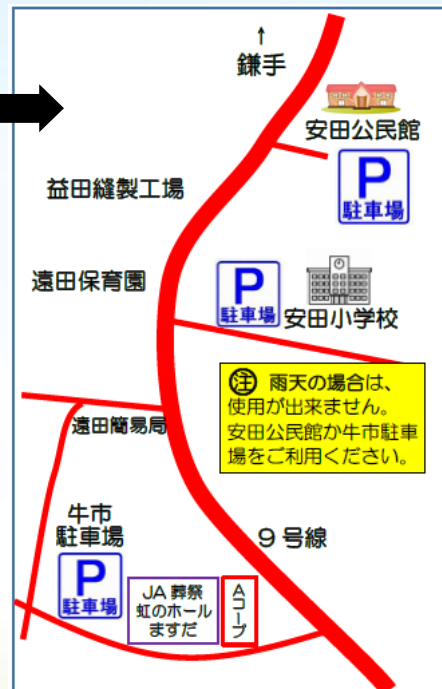 ↑
鎌手
安田公民館
P
駐車場
益田縫製工場
遠田保育園
P
駐車場
安田小学校
注 雨天の場合は、
使用が出来ません。
安田公民館か牛市駐車
場をご利用ください。
遠田簡易局
牛市
駐車場
P
駐車場
9号線
JA 葬祭
虹のホール
ますだ
Aコープ